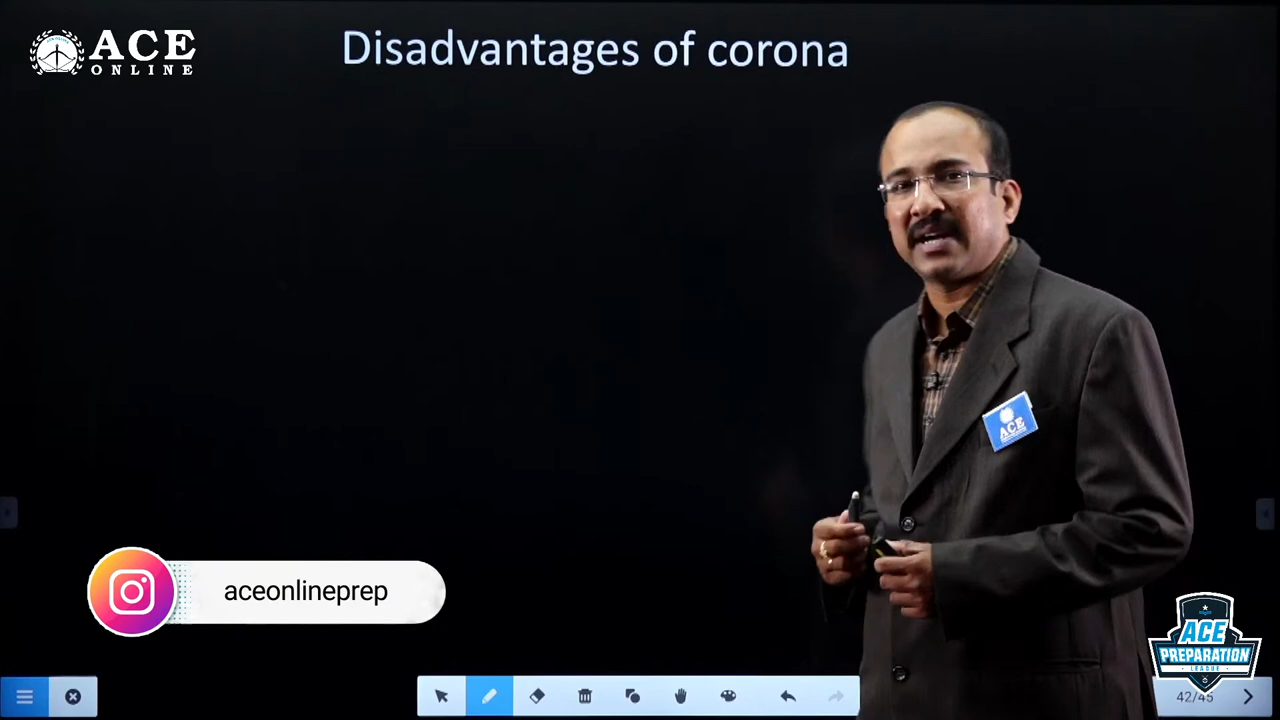 ACE
ONLINE
Disadvantages of corona
ACE
aceonlineprep
ACE
PREPARATION
LEAGUE
42/45